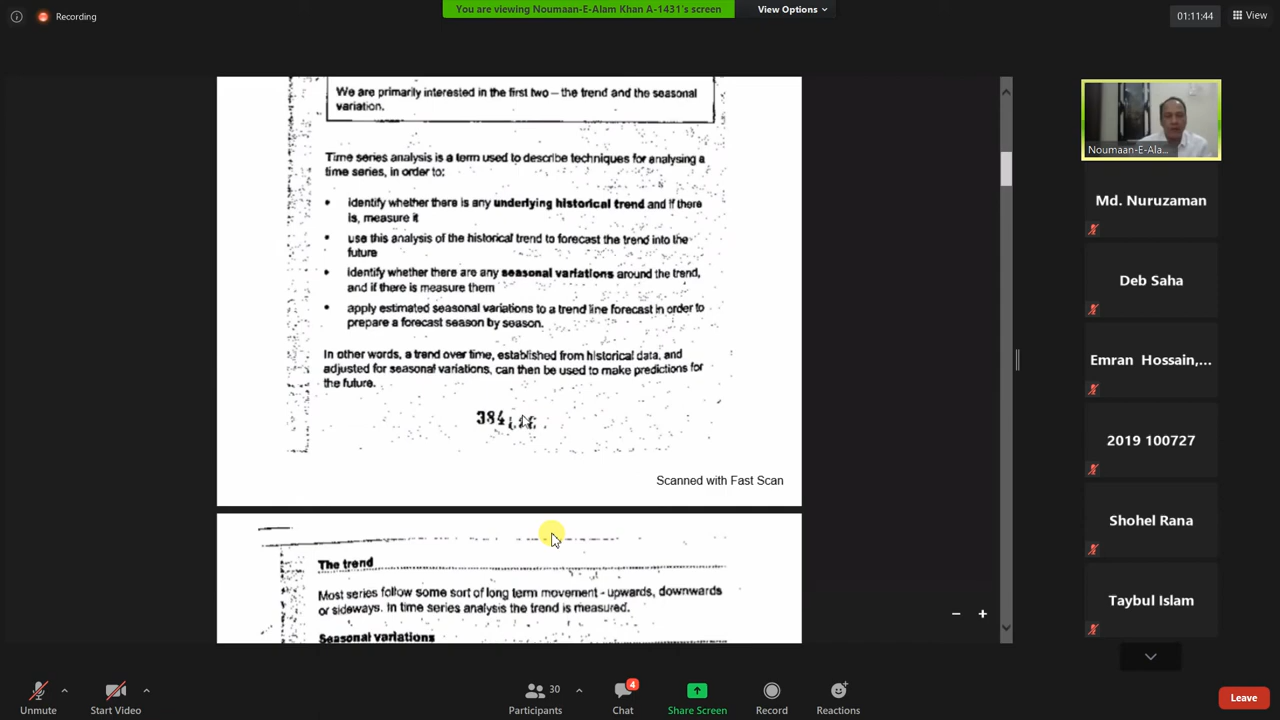 Recording
You are viewing Noumaan-E-Alam Khan A-1431's screen
View Options
01:11:44
View
We are primarily interested in the first two – the trend and the seasonal
variation.
Time series analysis is a term used to describe techniques for analysing a
time series, in order to:
• identify whether there is any underlying historical trend and if there
is, measure it
• use this analysis of the historical trend to forecast the trend into the
future
• identify whether there are any seasonal variations around the trend,
and if there is measure them
• apply estimated seasonal variations to a trend line forecast in order to
prepare a forecast season by season.
In other words, a trend over time, established from historical data, and
adjusted for seasonal variations, can then be used to make predictions for
the future.
384
Scanned with Fast Scan
The trend
Most series follow some sort of long term movement - upwards, downwards
or sideways. In time series analysis the trend is measured.
Seasonal variations
Noumaan-E-Ala...
Md. Nuruzaman
Deb Saha
Emran Hossain,...
2019 100727
Shohel Rana
Taybul Islam
Unmute
Start Video
30
Participants
4
Chat
Share Screen
Record
Reactions
Leave